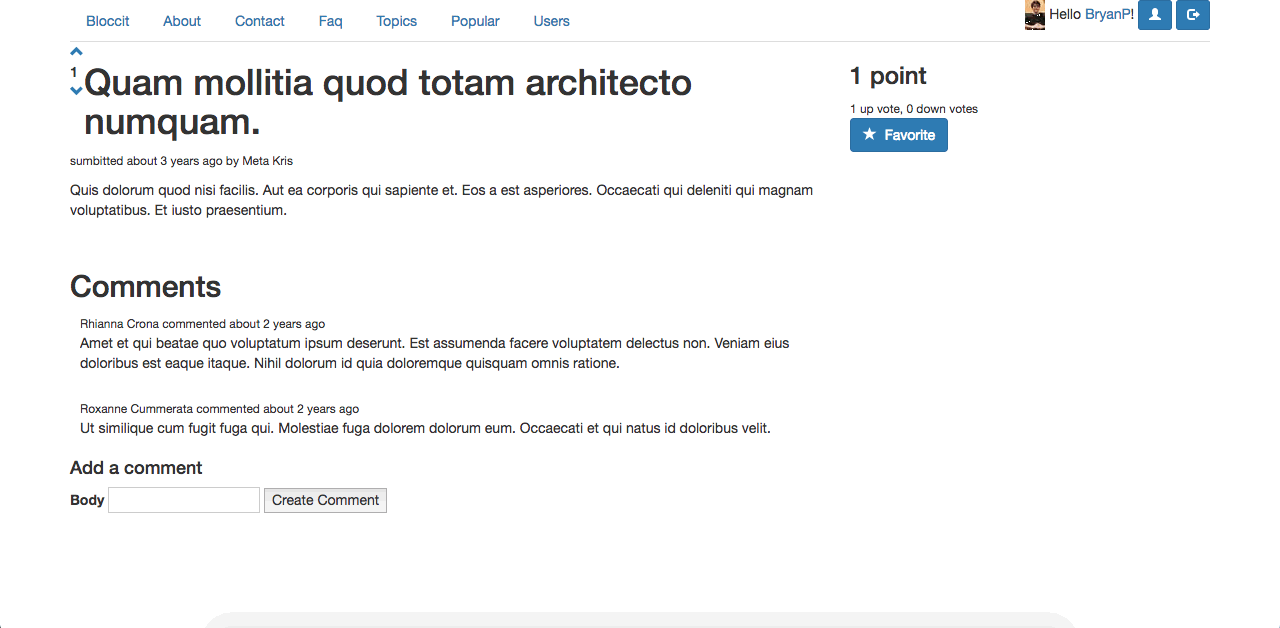 Bloccit About Contact Faq Topics Popular Users Hello BryanP!
1
Quam mollitia quod totam architecto
numquam.
sumbitted about 3 years ago by Meta Kris
Quis dolorum quod nisi facilis. Aut ea corporis qui sapiente et. Eos a est asperiores. Occaecati qui deleniti qui magnam
voluptatibus. Et iusto praesentium.
1 point
1 up vote, 0 down votes
Favorite
Comments
Rhianna Crona commented about 2 years ago
Amet et qui beatae quo voluptatum ipsum deserunt. Est assumenda facere voluptatem delectus non. Veniam eius
doloribus est eaque itaque. Nihil dolorum id quia doloremque quisquam omnis ratione.
Roxanne Cummerata commented about 2 years ago
Ut similique cum fugit fuga qui. Molestiae fuga dolorem dolorum eum. Occaecati et qui natus id doloribus velit.
Add a comment
Body Create Comment